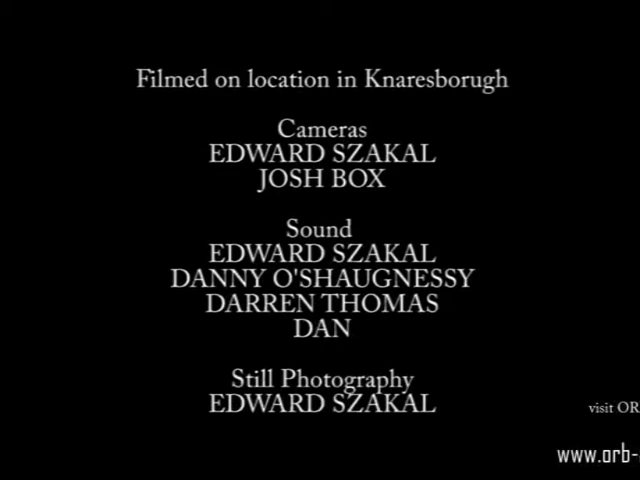 Filmed on location in Knaresborugh
Cameras
EDWARD SZAKAL
JOSH BOX
Sound
EDWARD SZAKAL
DANNY O'SHAUGNESSY
DARREN THOMAS
DAN
Still Photography
EDWARD SZAKAL
visit OR
www.orb-